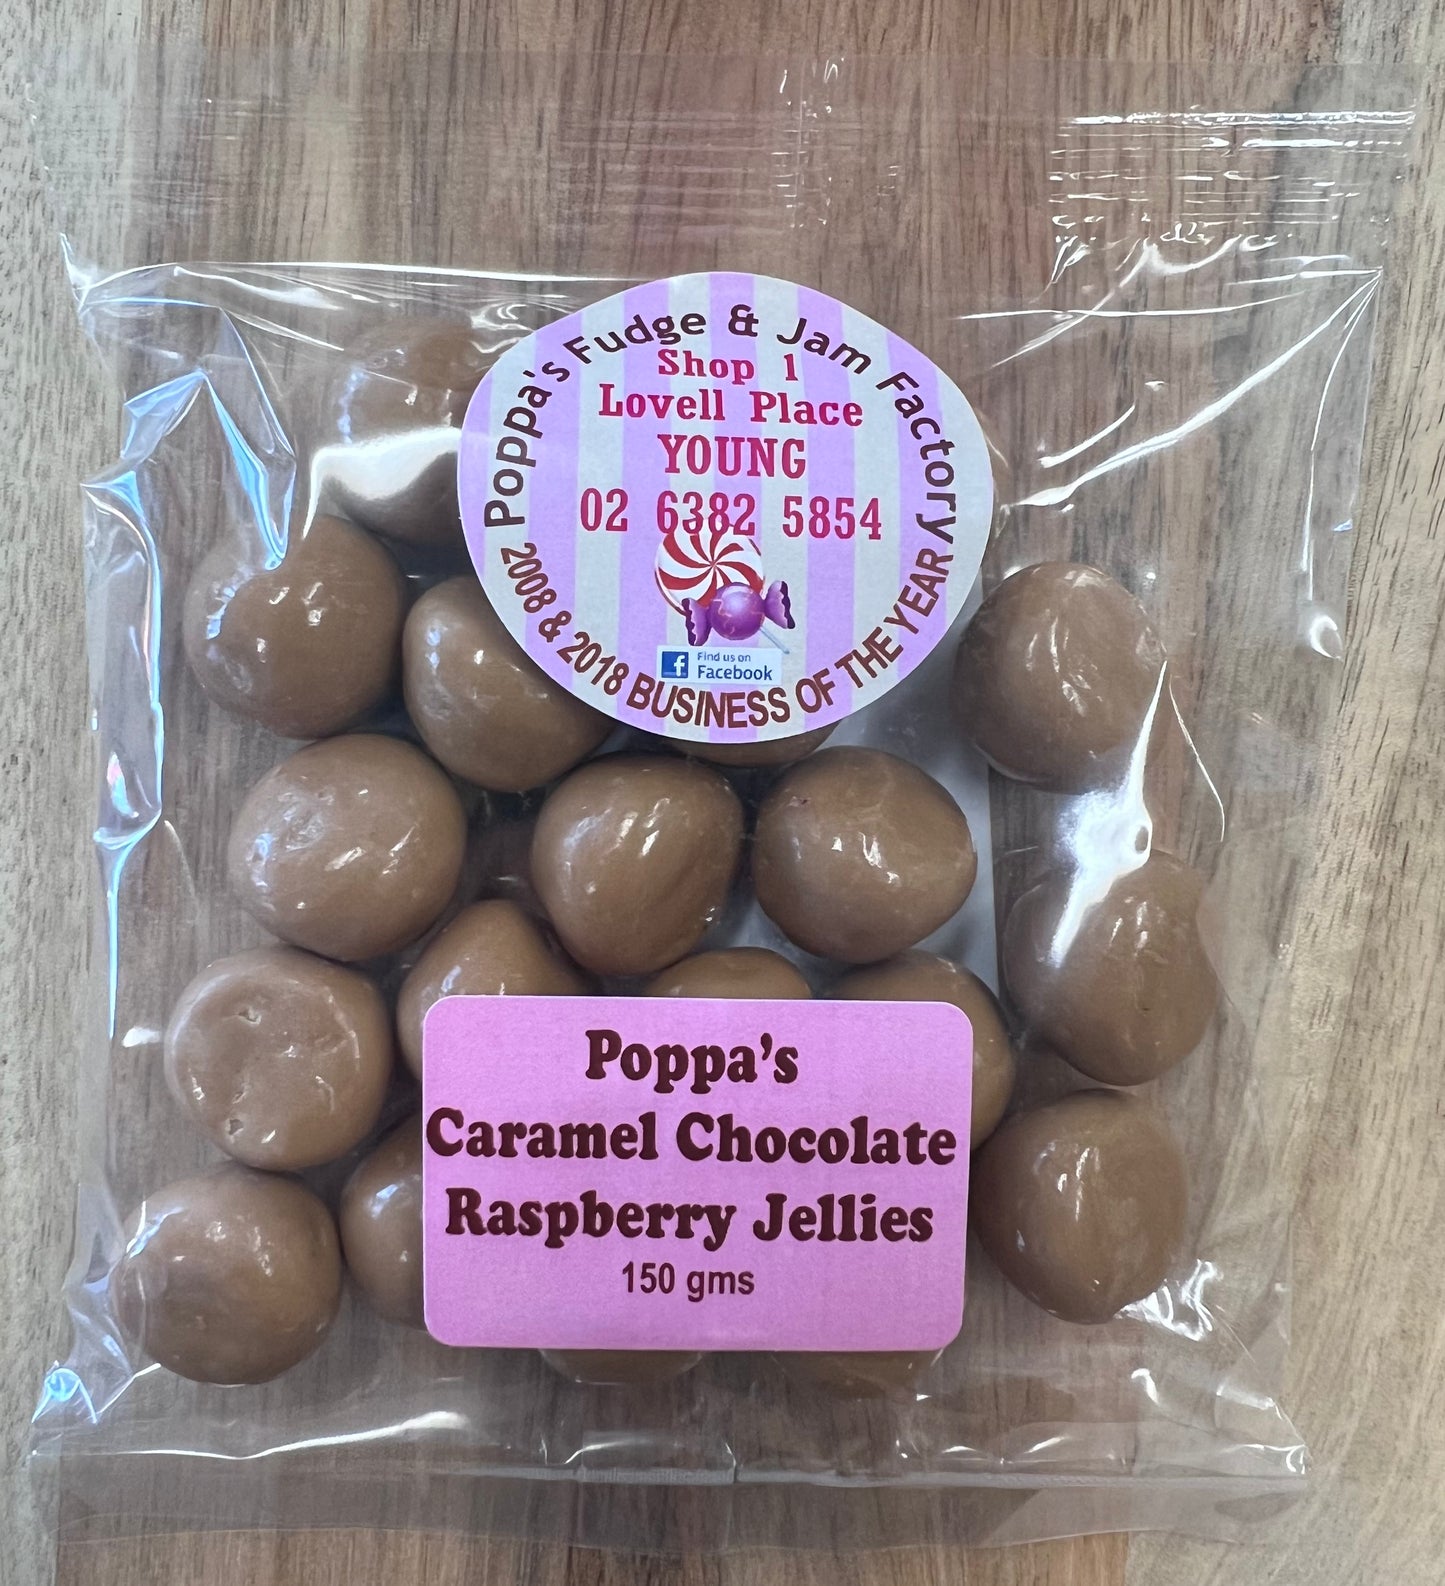 Poppa's Fudge & Jam Factory
Shop 1
Lovell Place
YOUNG
02 6382 5854
f Find us on
Facebook
2008 & 2018 BUSINESS OF THE YEAR
Poppa's
Caramel Chocolate
Raspberry Jellies
150 gms